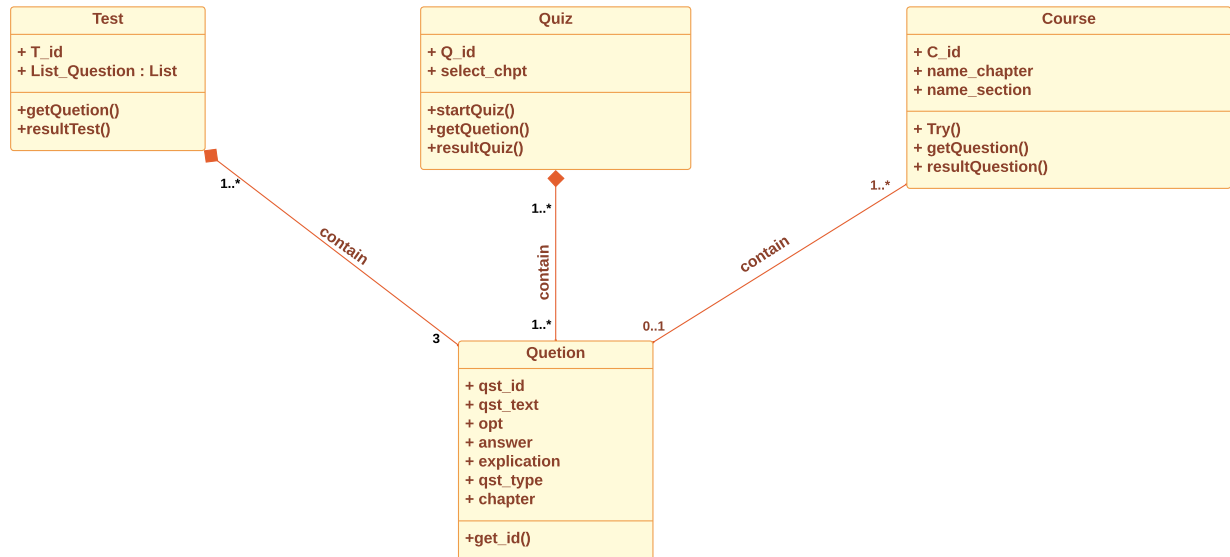 Test
+ T_id
+ List_Question : List
+getQuetion()
+resultTest()
Quiz
+ Q_id
+ select_chpt
+startQuiz()
+getQuetion()
+resultQuiz()
Course
+ C_id
+ name_chapter
+ name_section
+ Try()
+ getQuestion()
+ resultQuestion()
1..*
contain
3
1..*
contain
1..*
1..*
contain
0..1
Quetion
+ qst_id
+ qst_text
+ opt
+ answer
+ explication
+ qst_type
+ chapter
+get_id()